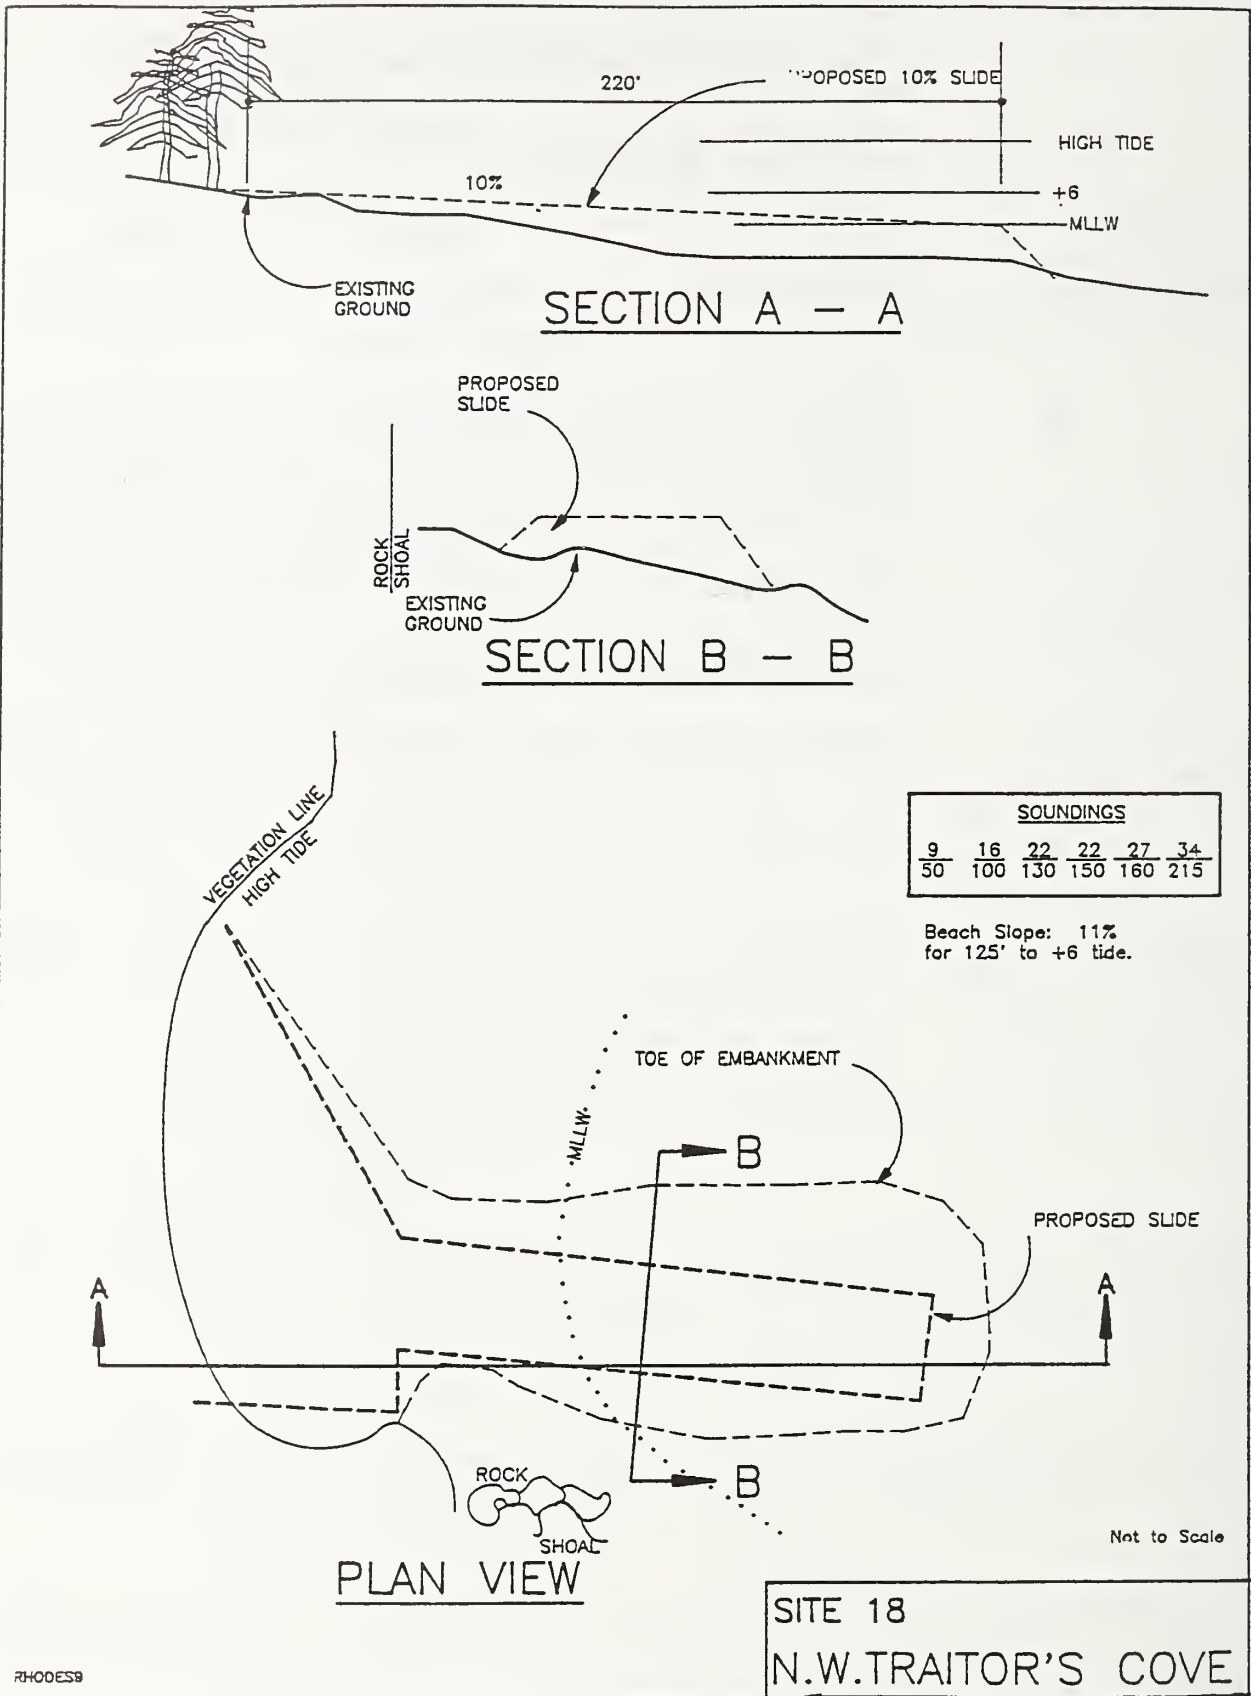 220'
PROPOSED 10% SLIDE
HIGH TIDE
10%
+6
MLLW
EXISTING
GROUND
SECTION A - A
PROPOSED
SLIDE
ROCK
SHOAL
EXISTING
GROUND
SECTION B - B
VEGETATION LINE
HIGH TIDE
SOUNDINGS
9 16 22 22 27 34
50 100 130 150 160 215
Beach Slope: 11%
for 125' to +6 tide.
TOE OF EMBANKMENT
MLLW
B
PROPOSED SLIDE
A A
ROCK
B
SHOAL
Not to Scale
PLAN VIEW
SITE 18
N.W.TRAITOR'S COVE
RHODES9